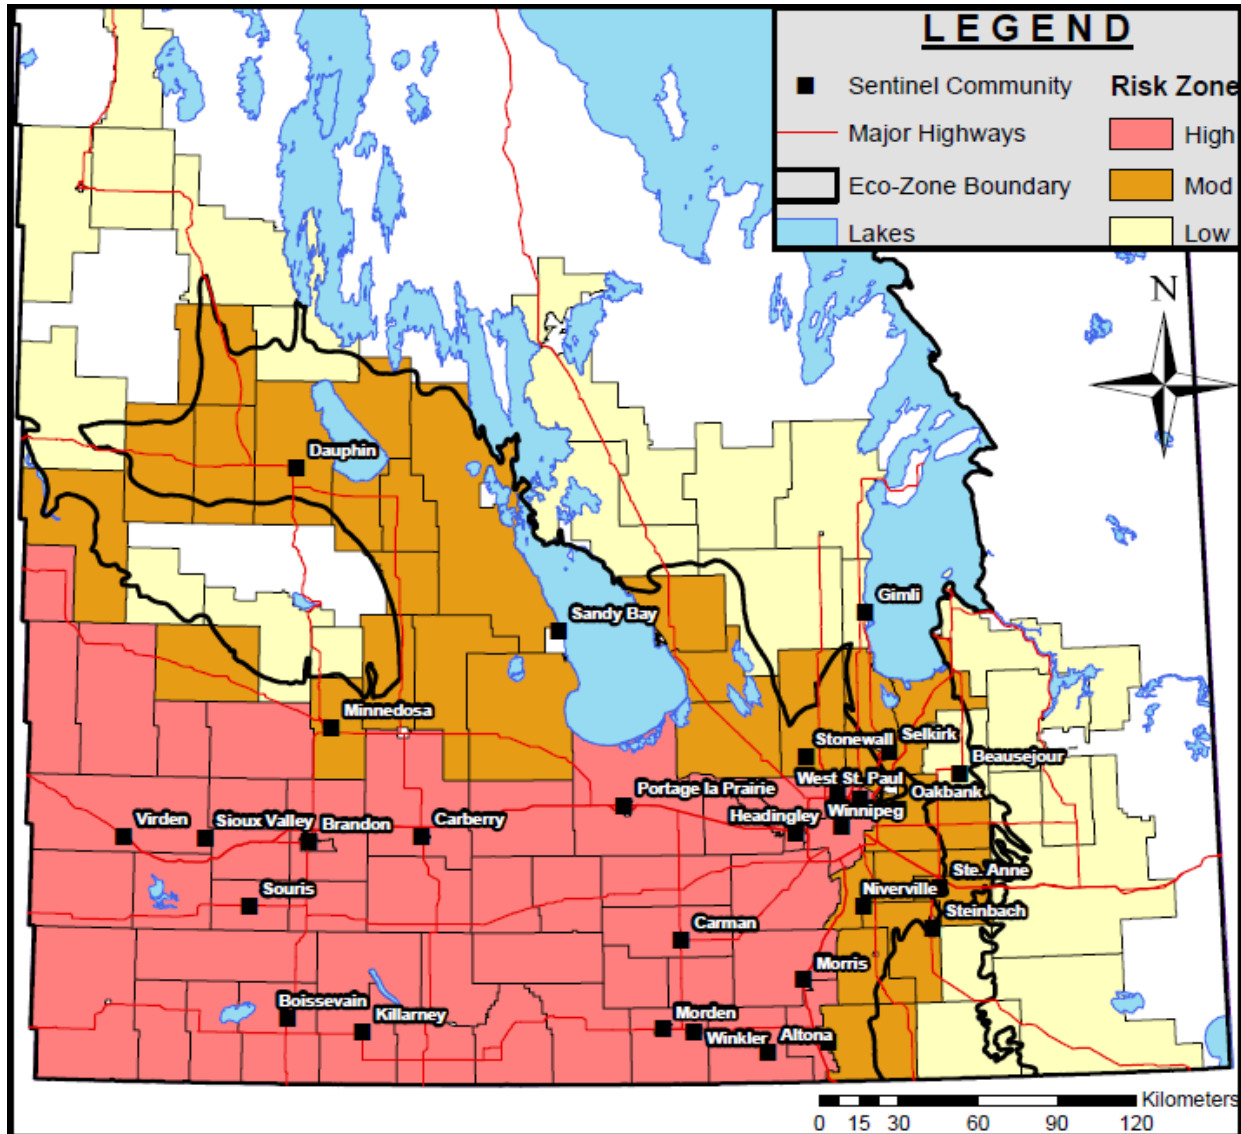 LEGEND
Sentinel Community
Risk Zone
Major Highways
High
Eco-Zone Boundary
Mod
Lakes
Low
N
Dauphin
Gimli
Sandy Bay
Minnedosa
Stonewall
Selkirk
Beausejour
West St. Paul
Oakbank
Portage la Prairie
Headingley
Winnipeg
Virden
Sioux Valley
Brandon
Carberry
Souris
Niverville
Ste. Anne
Steinbach
Carman
Morris
Boissevain
Killarney
Morden
Winkler
Altona
Kilometers
0 15 30 60 90 120